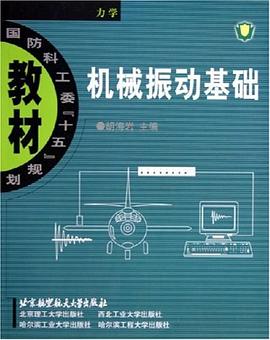 力学
国防科工委“十五”规划
教材
机械振动基础
胡海岩 主编
北京航空航天大学出版社
北京理工大学出版社 西北工业大学出版社
哈尔滨工业大学出版社 哈尔滨工程大学出版社